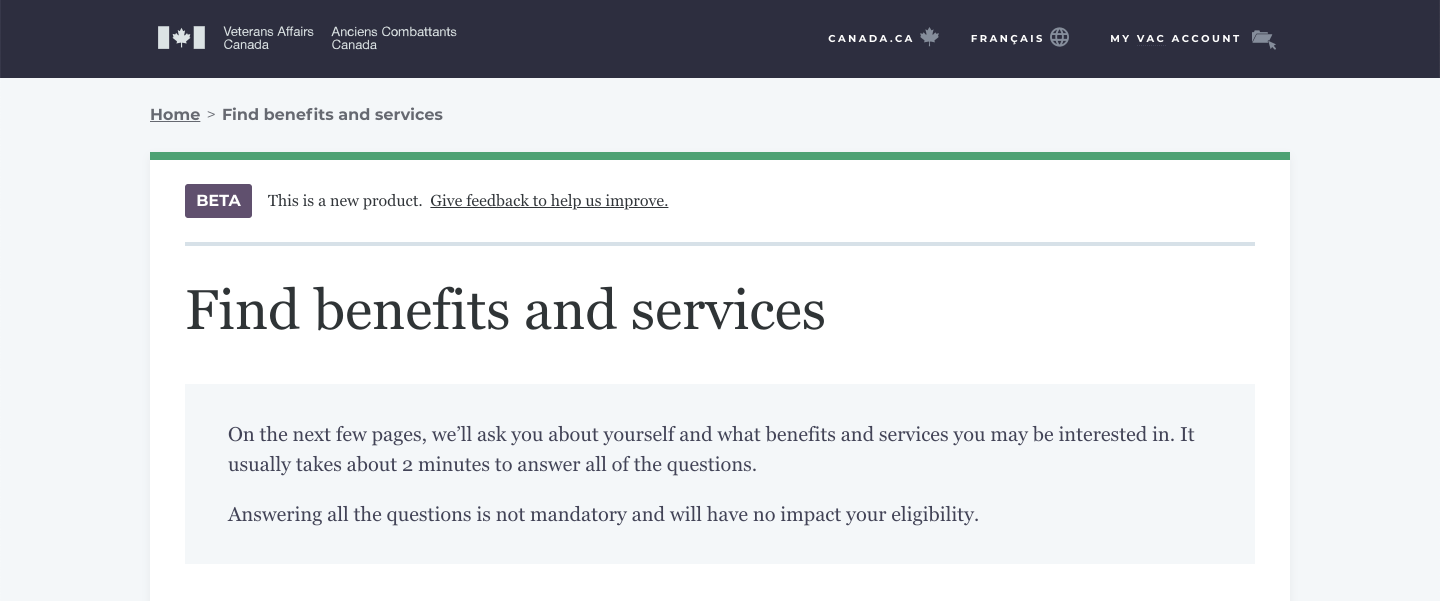 Veterans Affairs Canada
Anciens Combattants Canada
CANADA.CA
FRANÇAIS
MY VAC ACCOUNT
Home > Find benefits and services
BETA
This is a new product. Give feedback to help us improve.
Find benefits and services
On the next few pages, we’ll ask you about yourself and what benefits and services you may be interested in. It
usually takes about 2 minutes to answer all of the questions.
Answering all the questions is not mandatory and will have no impact your eligibility.